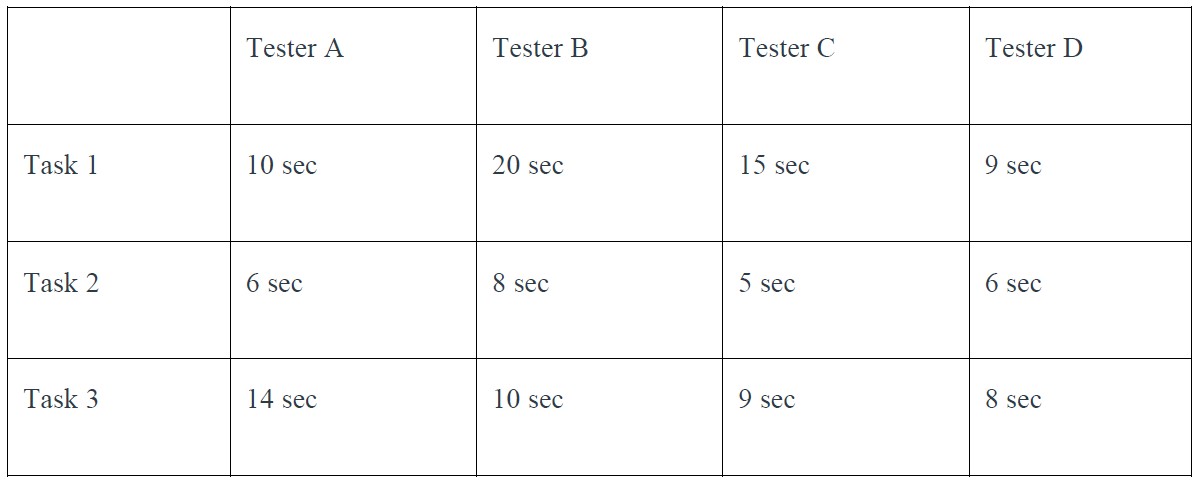 Tester A Tester B Tester C Tester D
Task 1 10 sec 20 sec 15 sec 9 sec
Task 2 6 sec 8 sec 5 sec 6 sec
Task 3 14 sec 10 sec 9 sec 8 sec